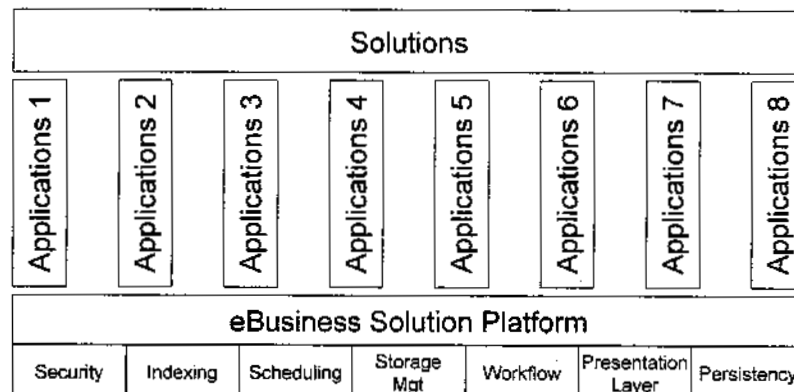 Solutions
Applications 1
Applications 2
Applications 3
Applications 4
Applications 5
Applications 6
Applications 7
Applications 8
eBusiness Solution Platform
Security
Indexing
Scheduling
Storage
Mgt
Workflow
Presentation
Layer
Persistency